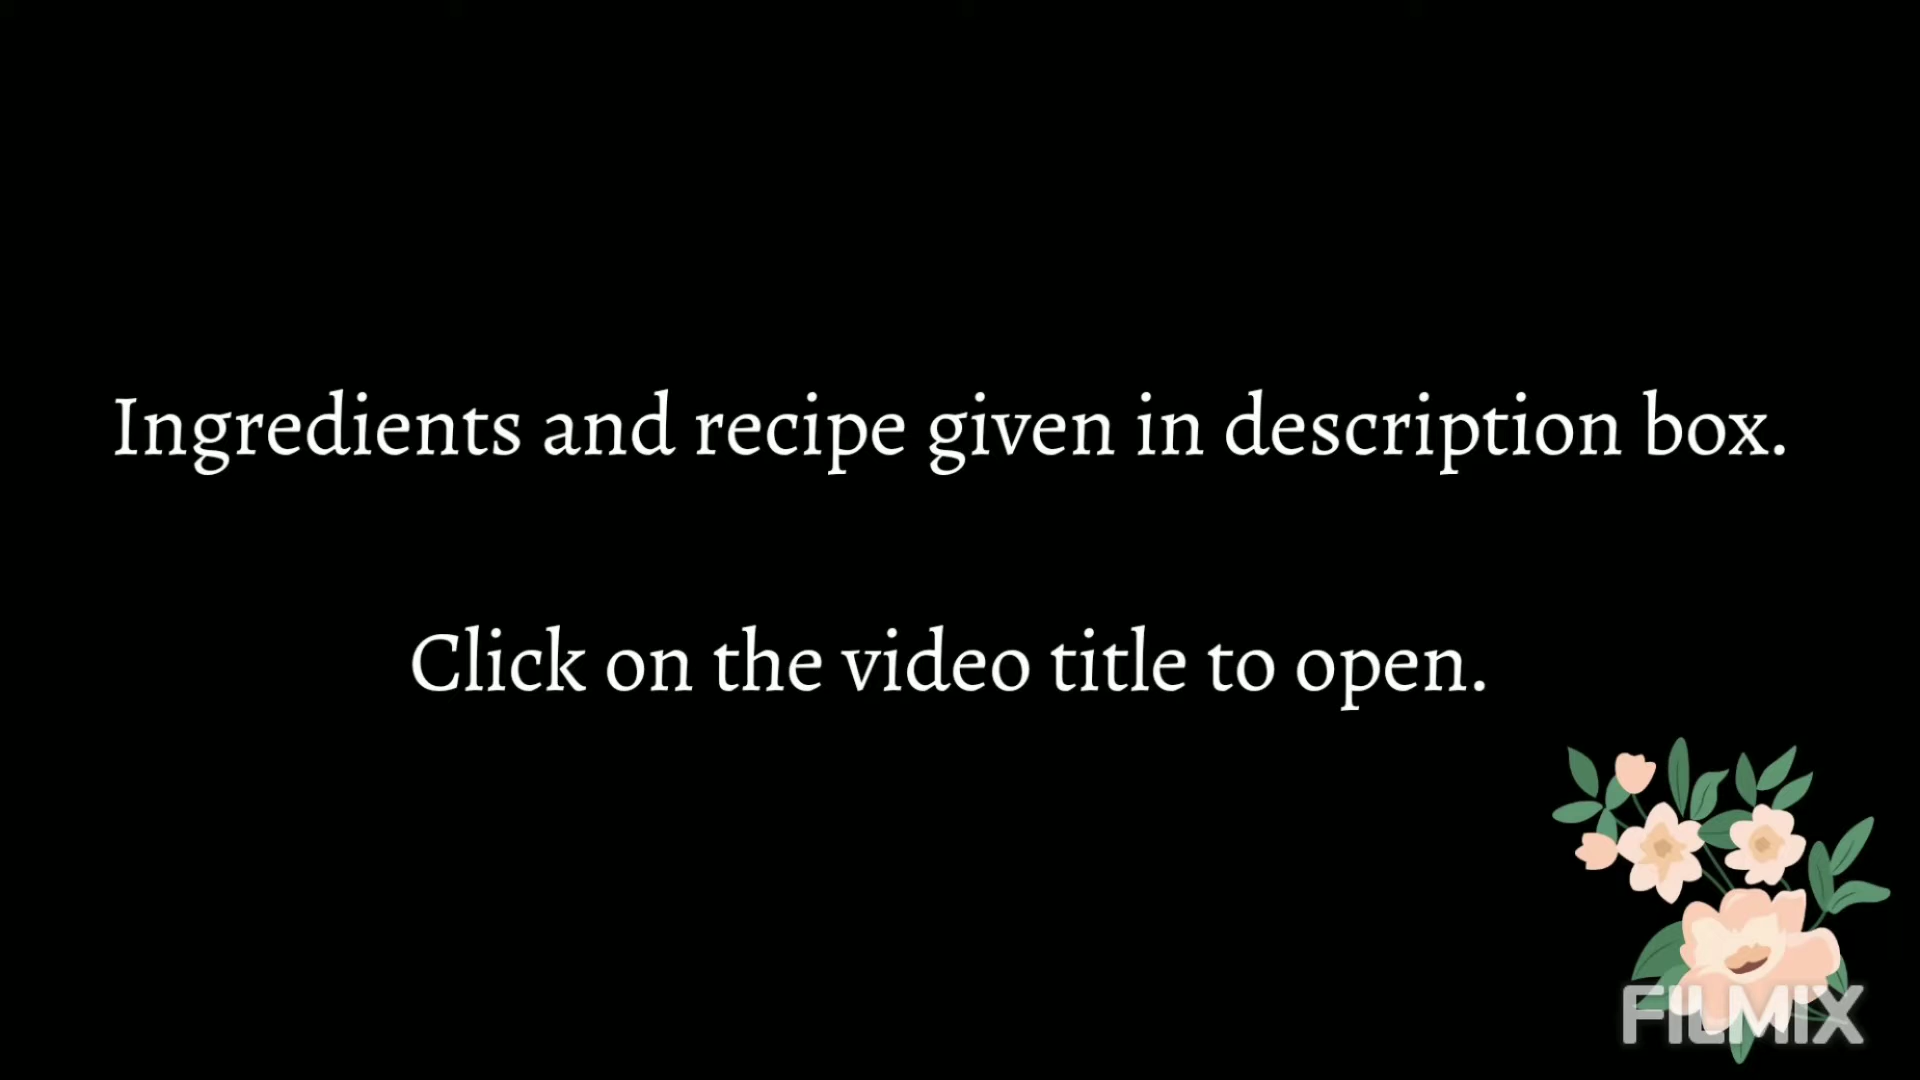 Ingredients and recipe given in description box.
Click on the video title to open.
FILMIX